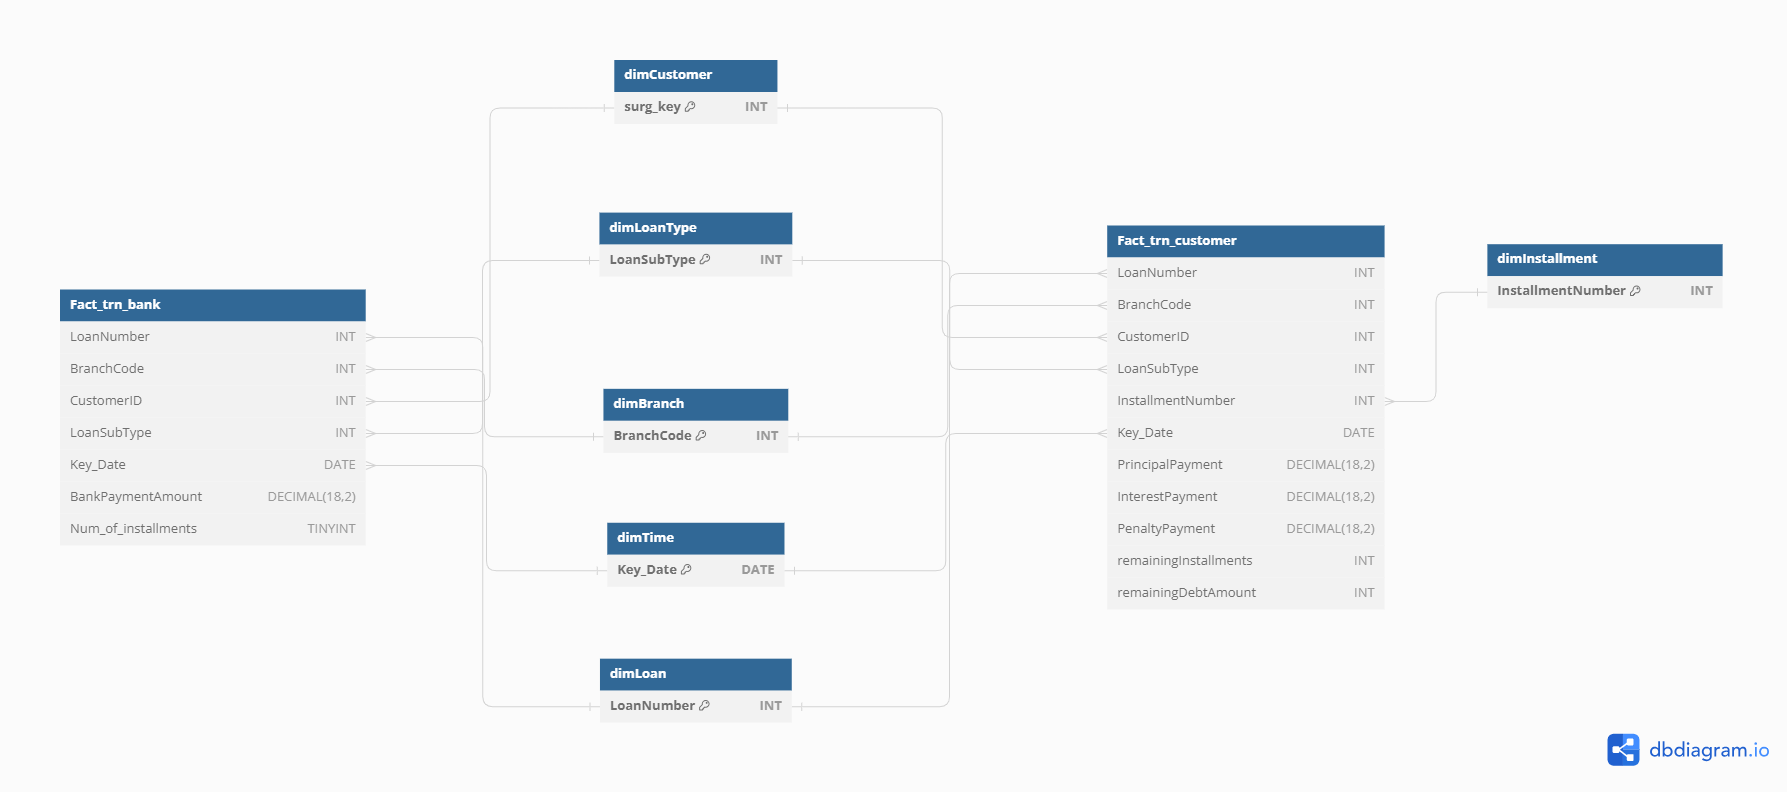 dimCustomer
surg_key INT
dimLoanType
LoanSubType INT
Fact_trn_bank
LoanNumber INT
BranchCode INT
CustomerID INT
LoanSubType INT
Key_Date DATE
BankPaymentAmount DECIMAL(18,2)
Num_of_installments TINYINT
dimBranch
BranchCode INT
dimTime
Key_Date DATE
dimLoan
LoanNumber INT
Fact_trn_customer
LoanNumber INT
BranchCode INT
CustomerID INT
LoanSubType INT
InstallmentNumber INT
Key_Date DATE
PrincipalPayment DECIMAL(18,2)
InterestPayment DECIMAL(18,2)
PenaltyPayment DECIMAL(18,2)
remainingInstallments INT
remainingDebtAmount INT
dimInstallment
InstallmentNumber INT
dbdiagram.io